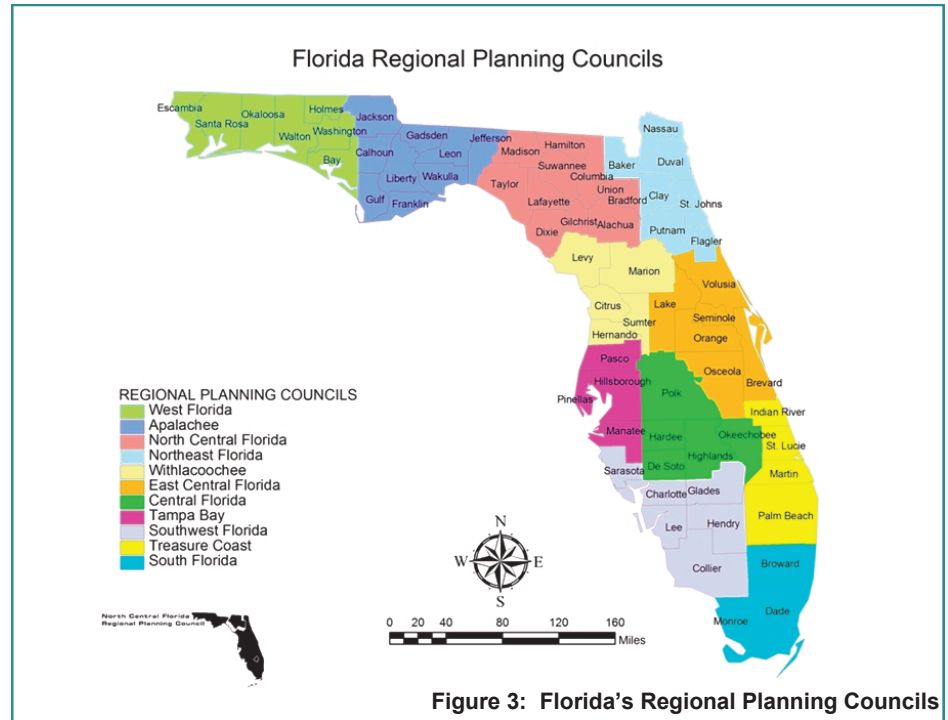 Florida Regional Planning Councils
Escambia
Santa Rosa
Okaloosa
Holmes
Walton
Washington
Bay
Jackson
Calhoun
Gadsden
Jefferson
Leon
Liberty
Wakulla
Gulf
Franklin
Madison
Hamilton
Suwannee
Columbia
Taylor
Lafayette
Union
Bradford
Gilchrist
Alachua
Dixie
Nassau
Baker
Duval
Clay
St. Johns
Putnam
Flagler
Levy
Marion
Citrus
Sumter
Hernando
Volusia
Lake
Seminole
Orange
Osceola
Brevard
Pasco
Hillsborough
Pinellas
Manatee
Polk
Hardee
Okeechobee
De Soto
Highlands
Indian River
St. Lucie
Martin
Palm Beach
Sarasota
Charlotte
Glades
Lee
Hendry
Collier
Broward
Dade
Monroe
REGIONAL PLANNING COUNCILS
West Florida
Apalachee
North Central Florida
Northeast Florida
Withlacoochee
East Central Florida
Central Florida
Tampa Bay
Southwest Florida
Treasure Coast
South Florida
N
W
E
S
North Central Florida
Regional Planning Council
0 10 20 40 80 120 160
Miles
Figure 3: Florida's Regional Planning Councils